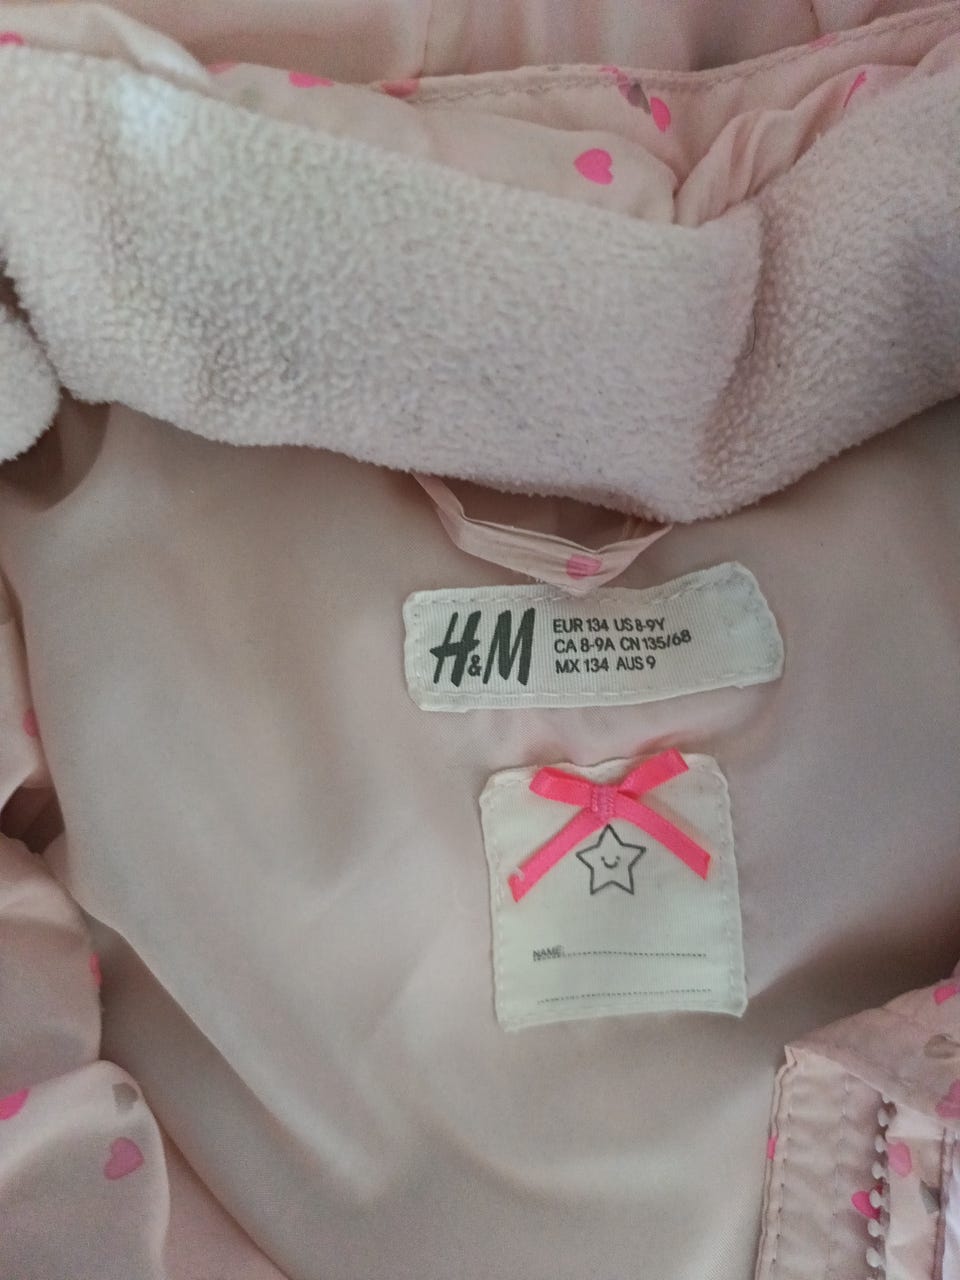 H&M
EUR 134 US 8-9Y
CA 8-9A CN 135/68
MX 134 AUS 9
NAME: